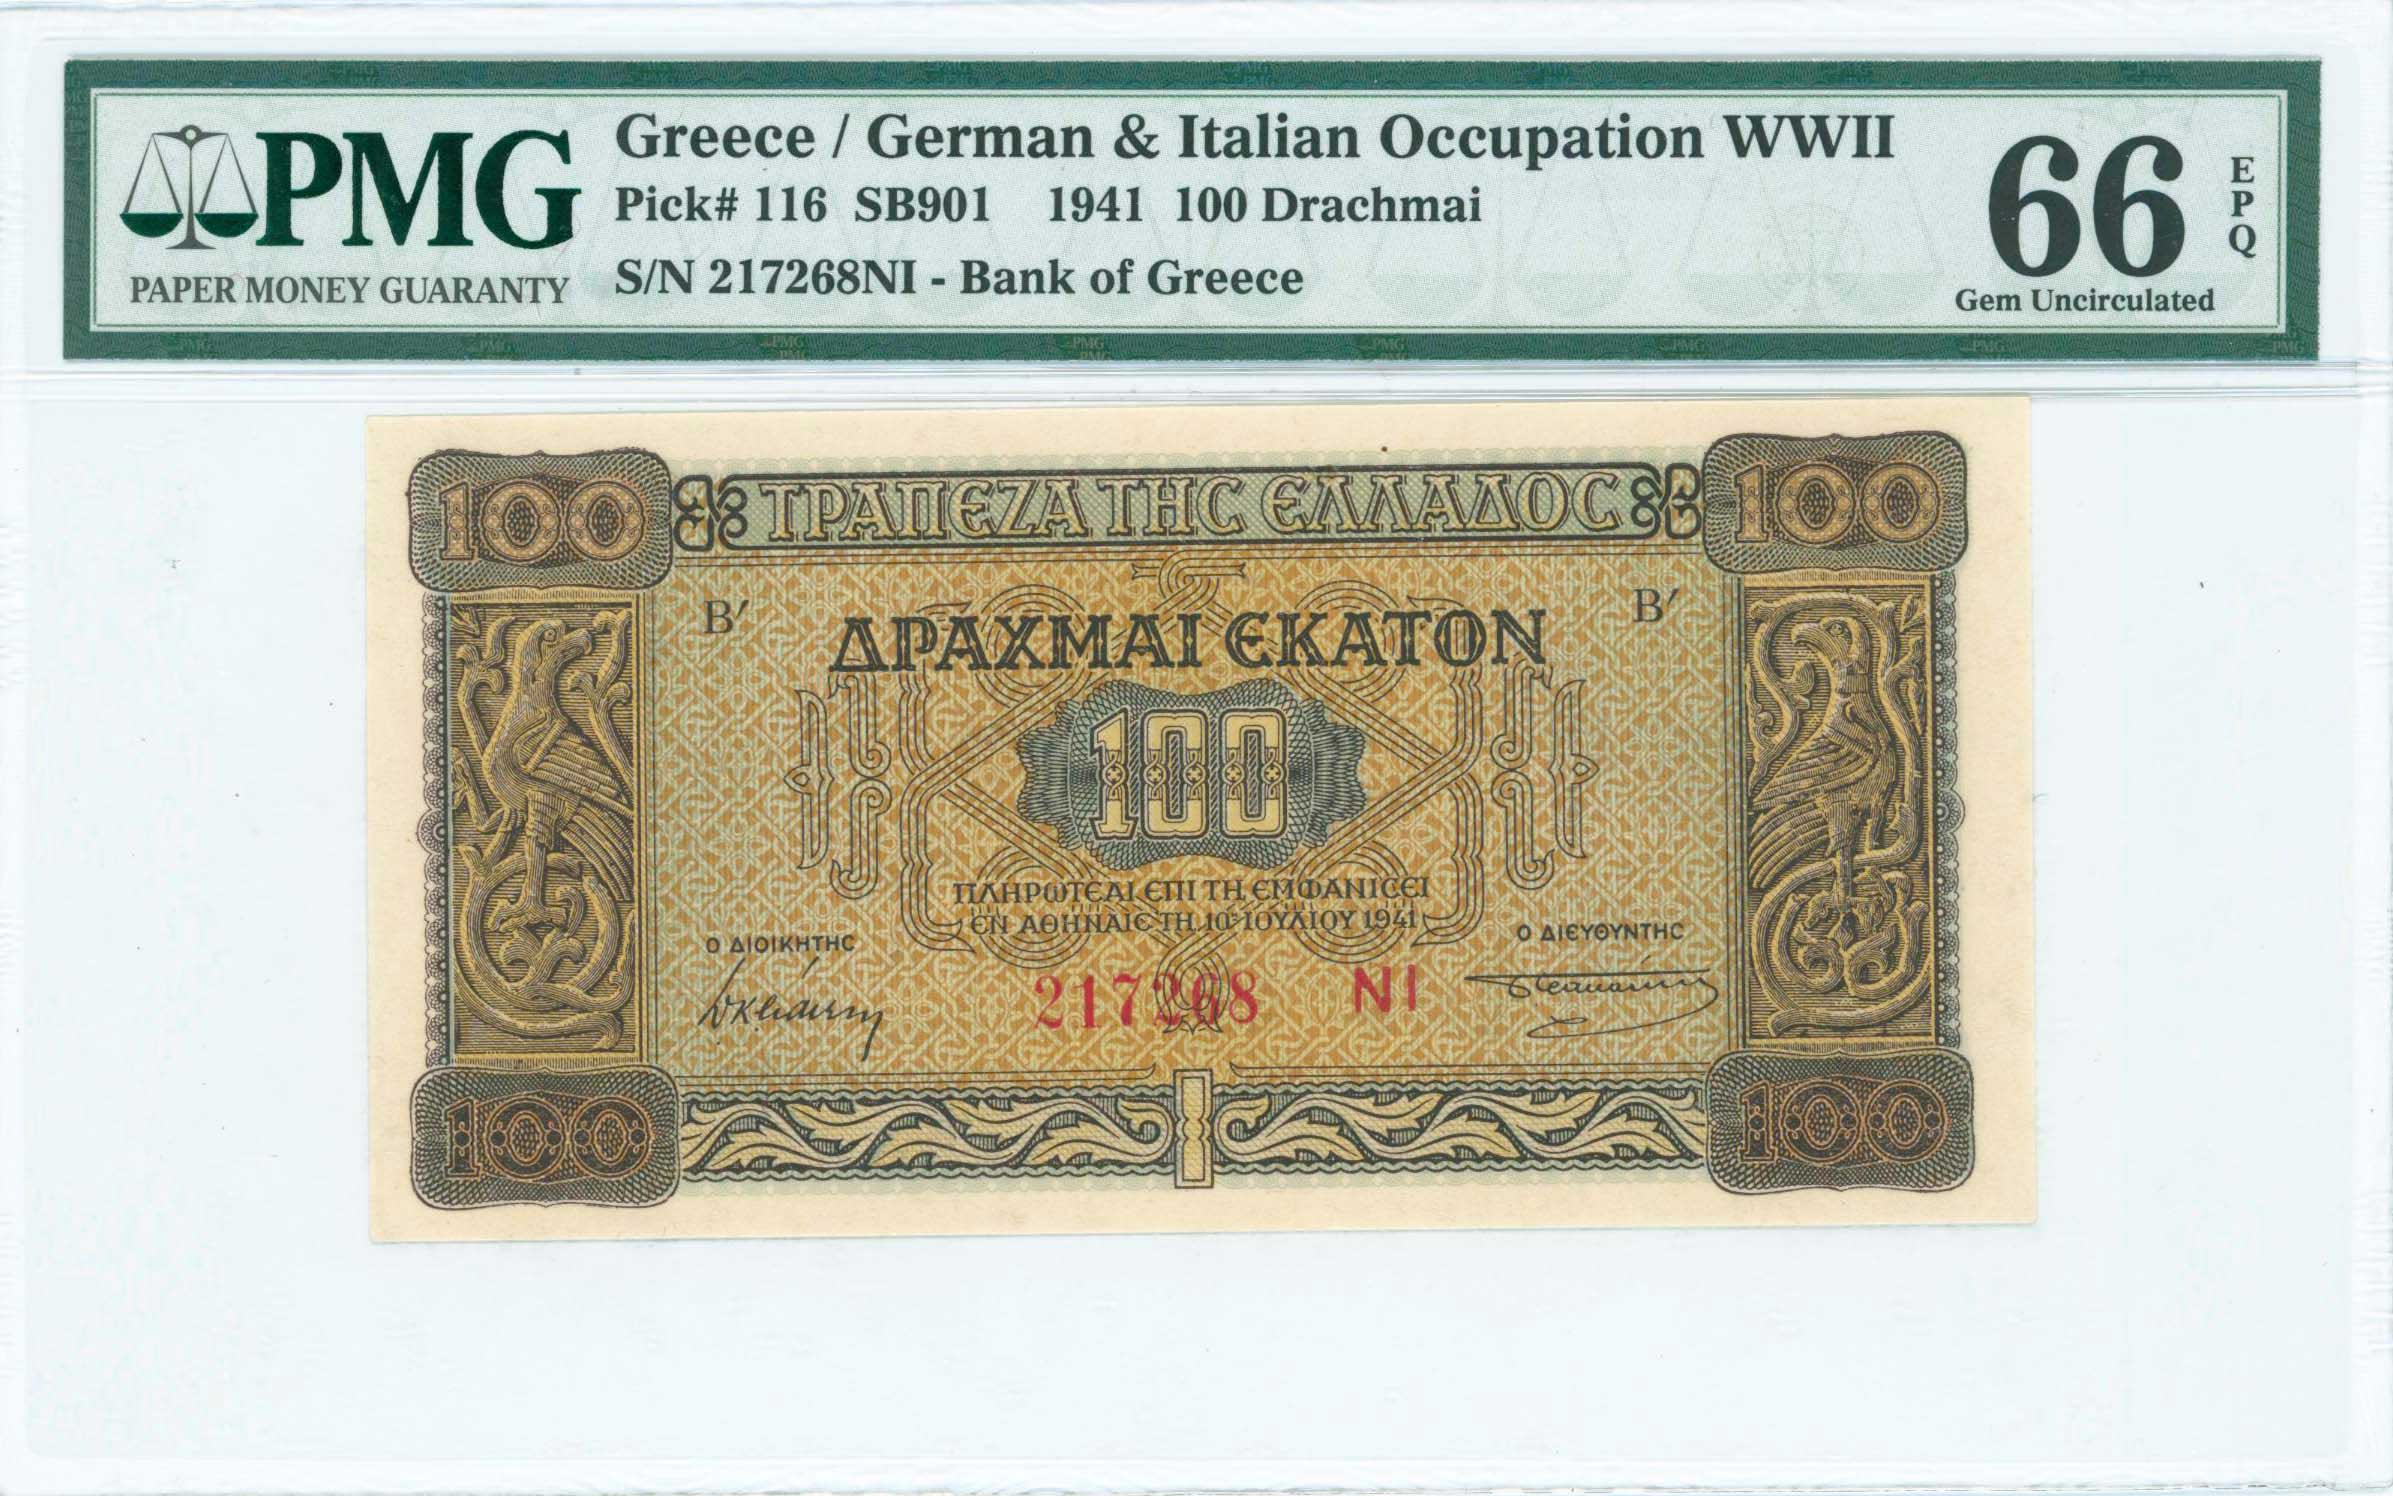 PMG
PAPER MONEY GUARANTY
Greece / German & Italian Occupation WWII
Pick# 116 SB901 1941 100 Drachmai
S/N 217268NI - Bank of Greece
66
EPQ
Gem Uncirculated
100 ΤΡΑΠΕΖΑ ΤΗΣ ΕΛΛΑΔΟΣ 100
Β′ Β′
ΔΡΑΧΜΑΙ ΕΚΑΤΟΝ
100
ΠΛΗΡΩΤΕΑΙ ΕΠΙ ΤΗ ΕΜΦΑΝΙΣΕΙ
ΕΝ ΑΘΗΝΑΙΣ ΤΗ 10ῃ ΙΟΥΛΙΟΥ 1941
Ο ΔΙΟΙΚΗΤΗΣ Ο ΔΙΕΥΘΥΝΤΗΣ
217268 NI
100 100